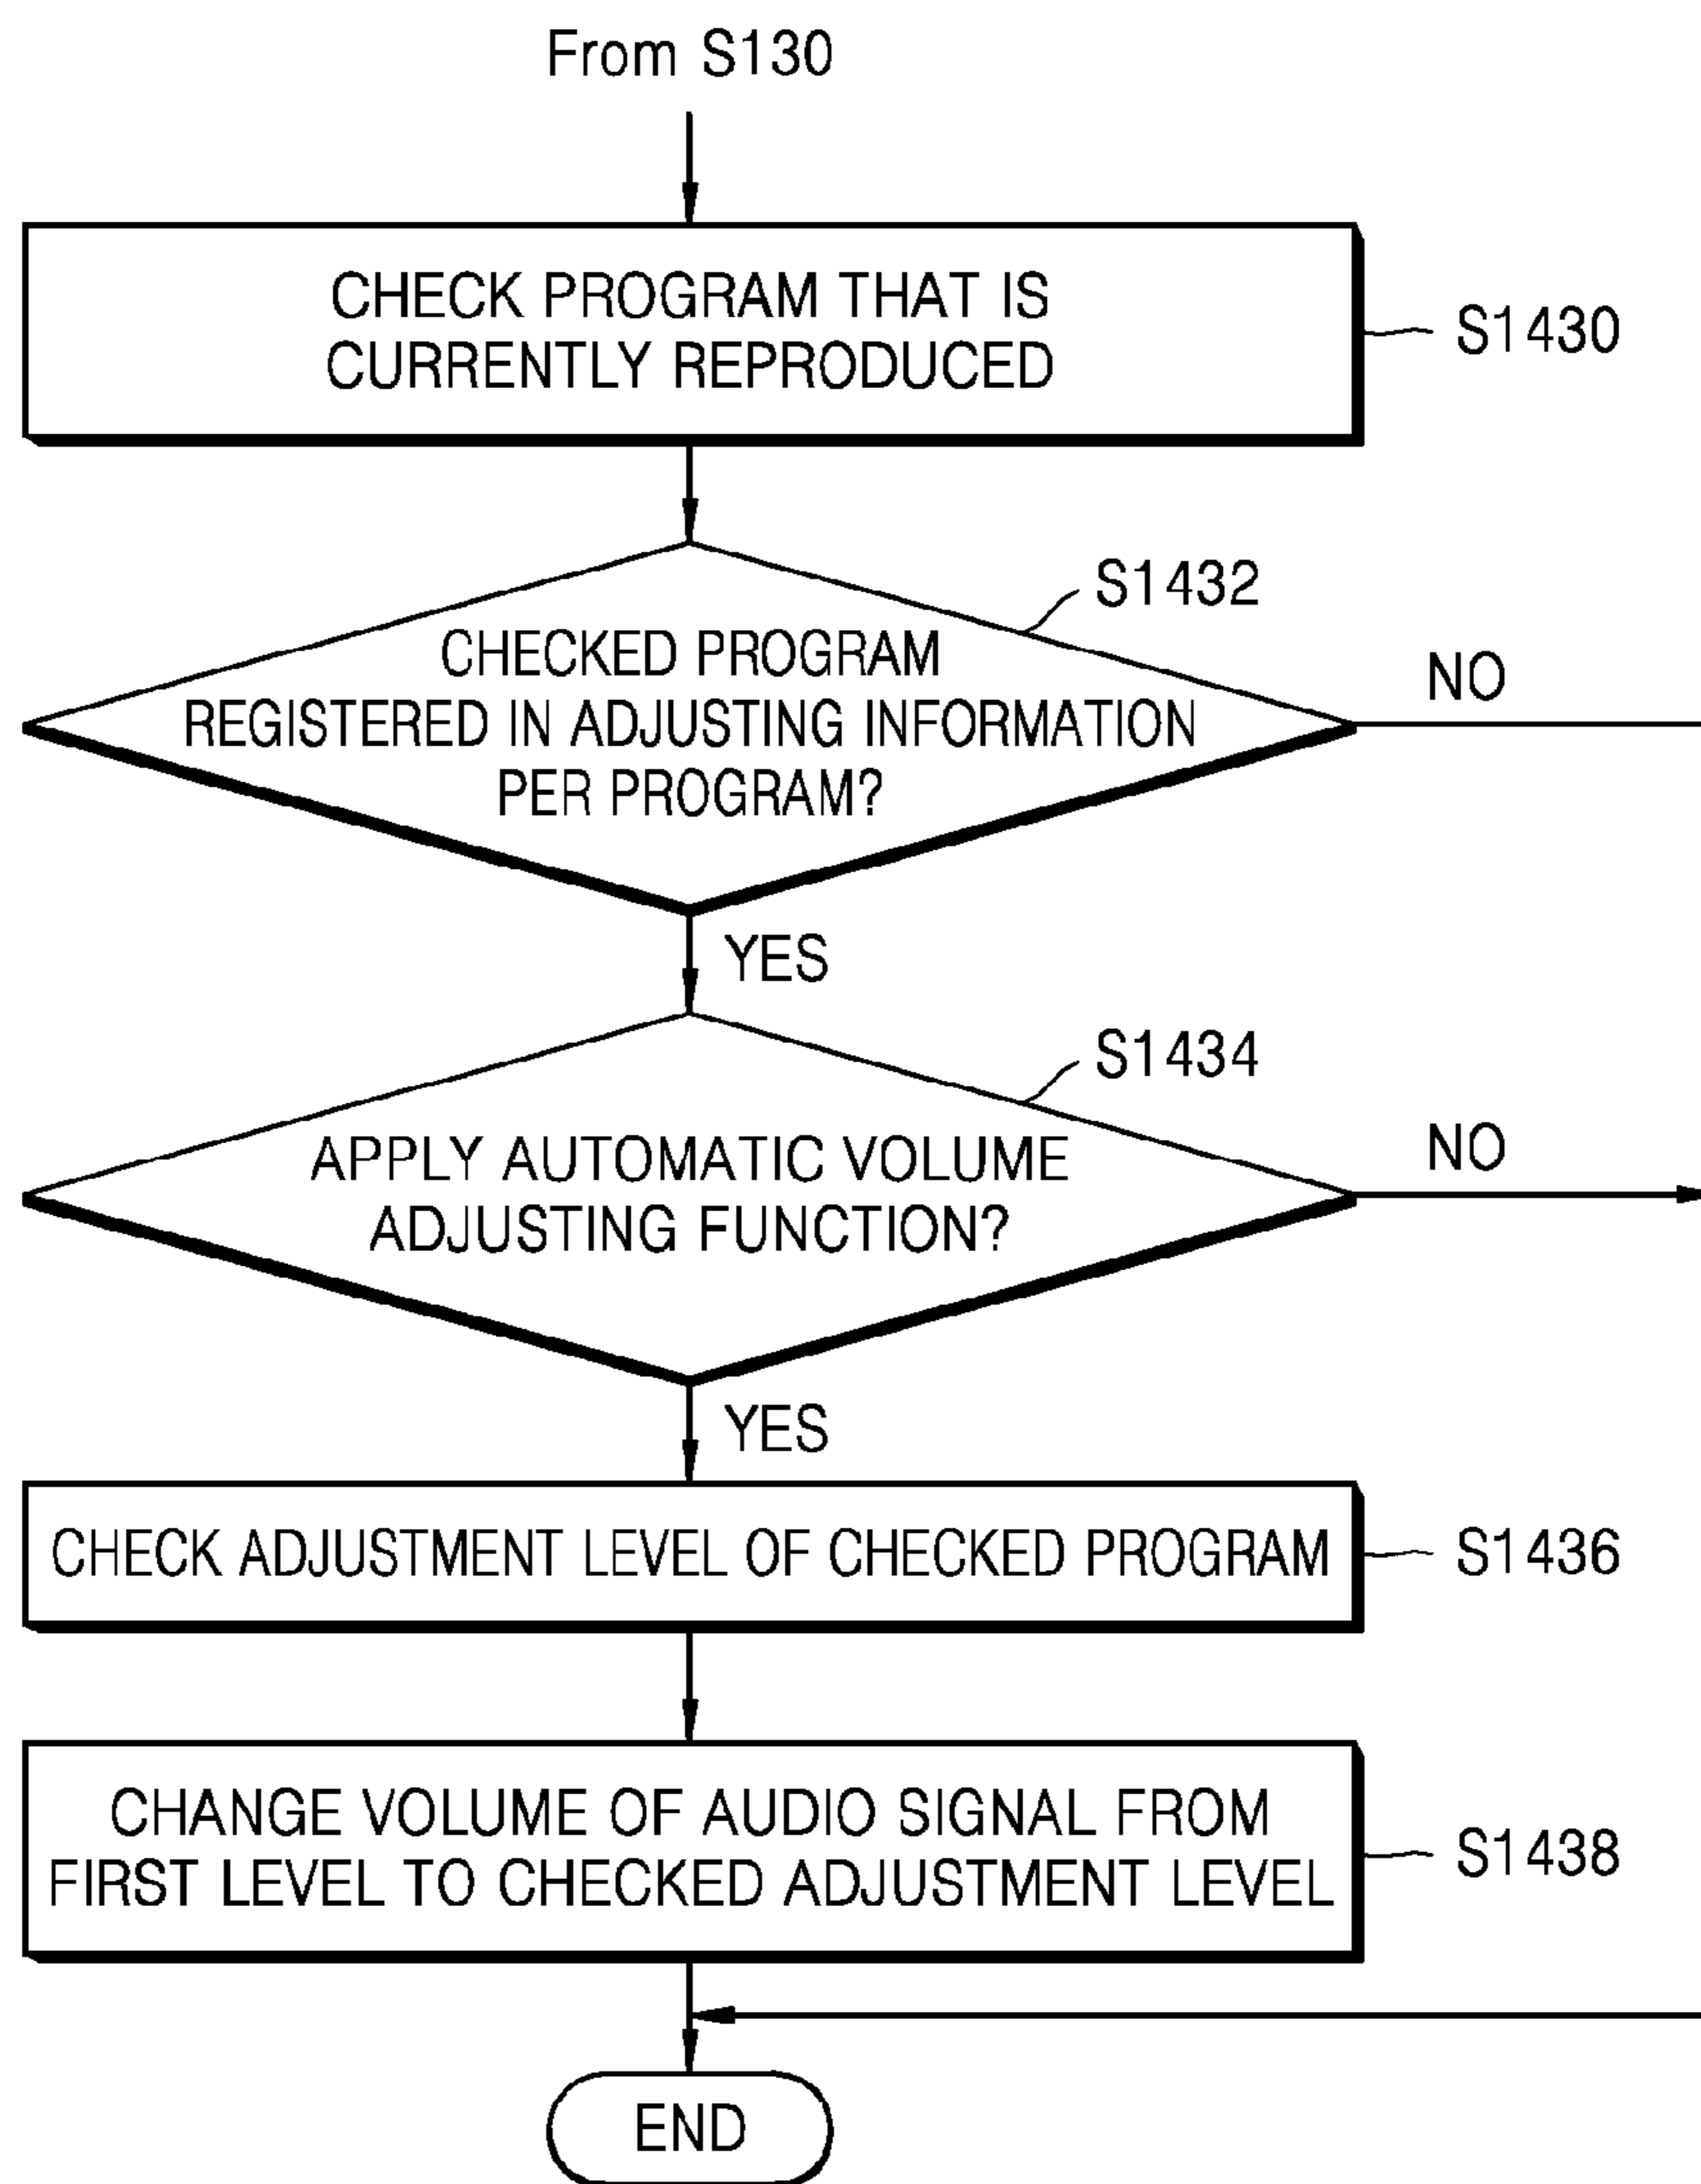 From S130
CHECK PROGRAM THAT IS
CURRENTLY REPRODUCED
S1430
S1432
CHECKED PROGRAM
REGISTERED IN ADJUSTING INFORMATION
PER PROGRAM?
NO
YES
S1434
APPLY AUTOMATIC VOLUME
ADJUSTING FUNCTION?
NO
YES
CHECK ADJUSTMENT LEVEL OF CHECKED PROGRAM
S1436
CHANGE VOLUME OF AUDIO SIGNAL FROM
FIRST LEVEL TO CHECKED ADJUSTMENT LEVEL
S1438
END